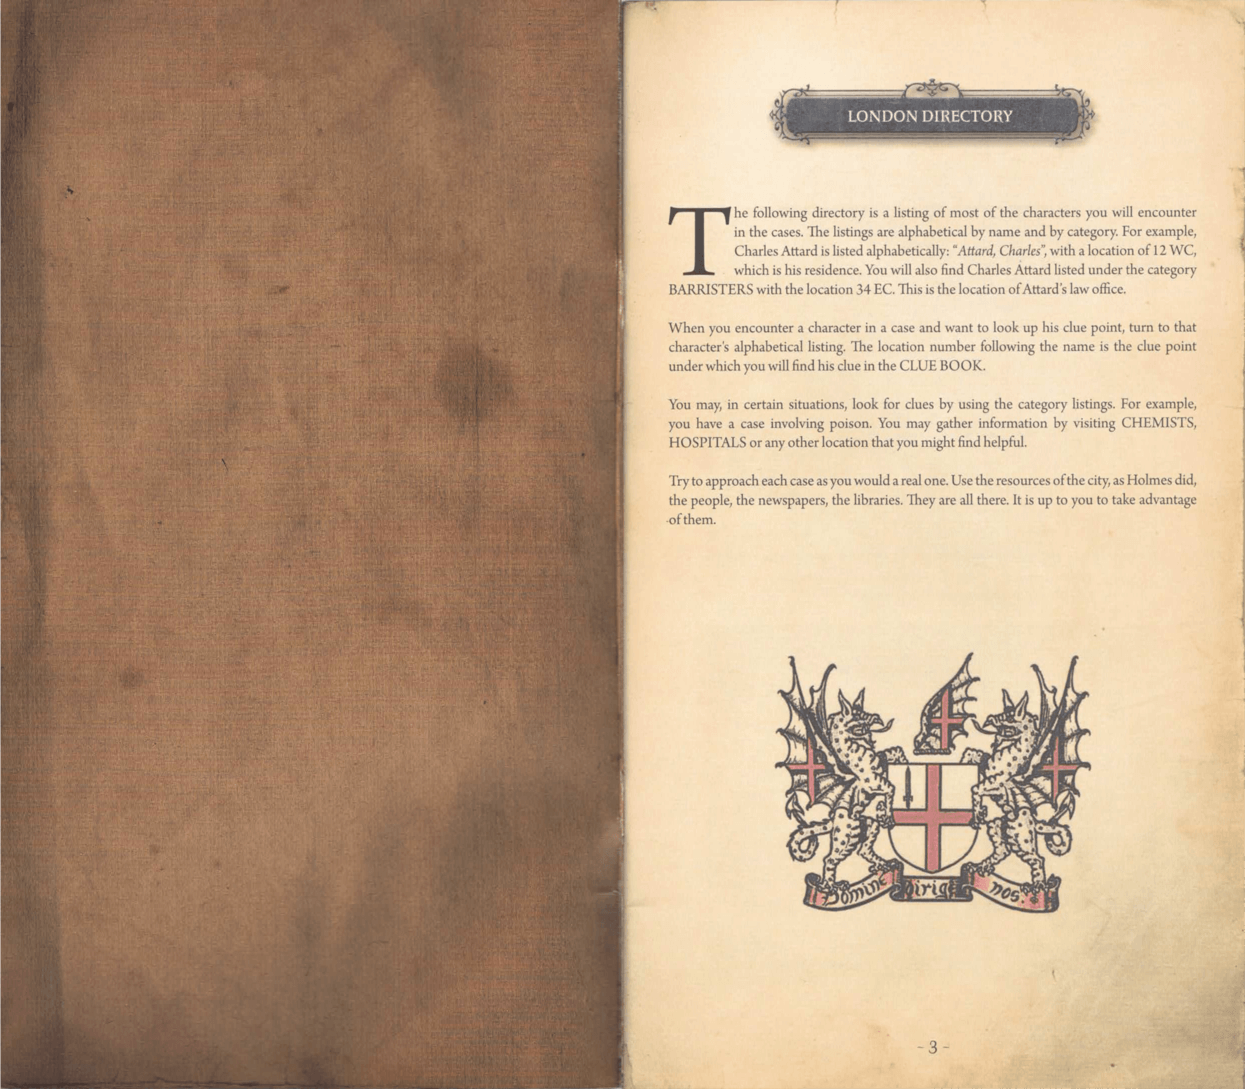 LONDON DIRECTORY
The following directory is a listing of most of the characters you will encounter
in the cases. The listings are alphabetical by name and by category. For example,
Charles Attard is listed alphabetically: “Attard, Charles”, with a location of 12 WC,
which is his residence. You will also find Charles Attard listed under the category
BARRISTERS with the location 34 EC. This is the location of Attard’s law office.
When you encounter a character in a case and want to look up his clue point, turn to that
character’s alphabetical listing. The location number following the name is the clue point
under which you will find his clue in the CLUE BOOK.
You may, in certain situations, look for clues by using the category listings. For example,
you have a case involving poison. You may gather information by visiting CHEMISTS,
HOSPITALS or any other location that you might find helpful.
Try to approach each case as you would a real one. Use the resources of the city, as Holmes did,
the people, the newspapers, the libraries. They are all there. It is up to you to take advantage
of them.
Domine dirige nos.
- 3 -